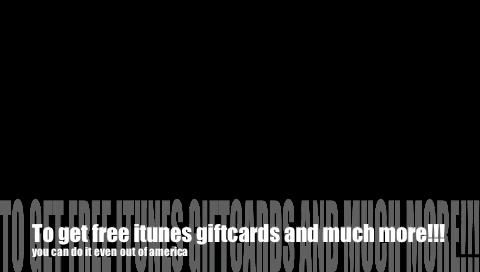 TO GET FREE ITUNES GIFTCARDS AND MUCH MORE!!!
To get free itunes giftcards and much more!!!
you can do it even out of america